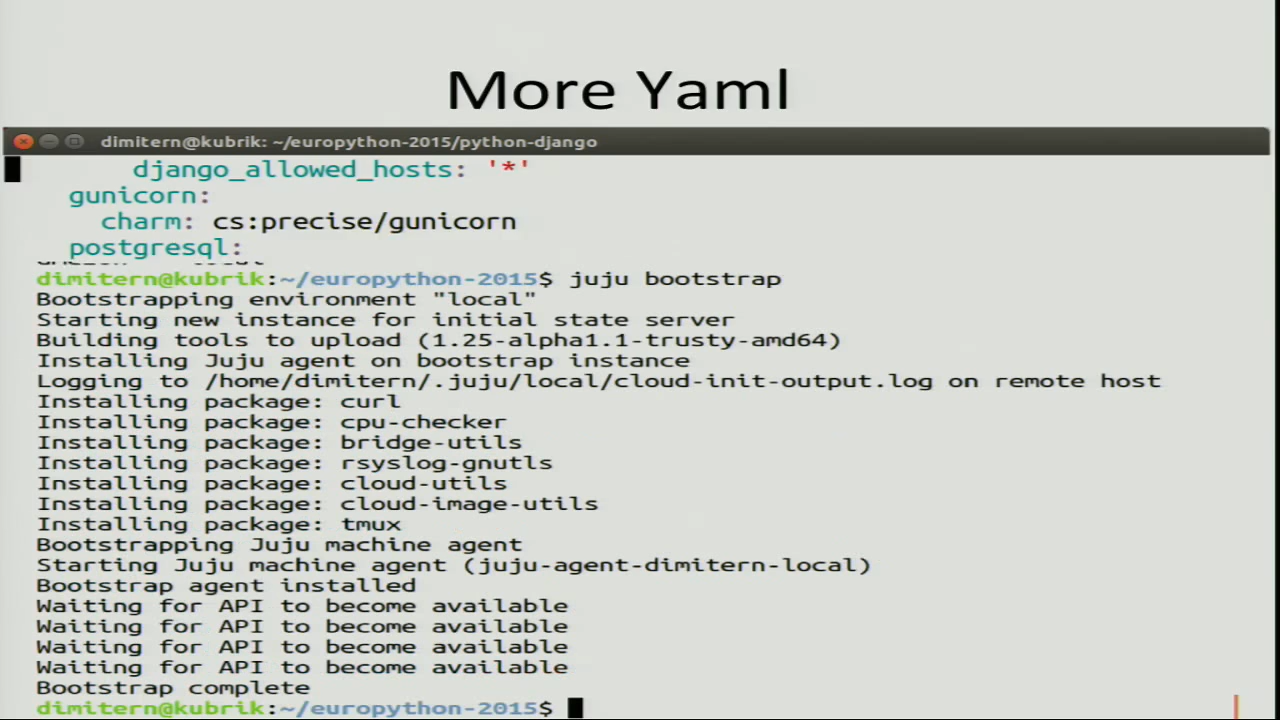 More Yaml
dimitern@kubrik: ~/europython-2015/python-django
django_allowed_hosts: '*'
gunicorn:
charm: cs:precise/gunicorn
postgresql:
dimitern@kubrik:~/europython-2015$ juju bootstrap
Bootstrapping environment "local"
Starting new instance for initial state server
Building tools to upload (1.25-alpha1.1-trusty-amd64)
Installing Juju agent on bootstrap instance
Logging to /home/dimitern/.juju/local/cloud-init-output.log on remote host
Installing package: curl
Installing package: cpu-checker
Installing package: bridge-utils
Installing package: rsyslog-gnutls
Installing package: cloud-utils
Installing package: cloud-image-utils
Installing package: tmux
Bootstrapping Juju machine agent
Starting Juju machine agent (juju-agent-dimitern-local)
Bootstrap agent installed
Waiting for API to become available
Waiting for API to become available
Waiting for API to become available
Waiting for API to become available
Bootstrap complete
dimitern@kubrik:~/europython-2015$